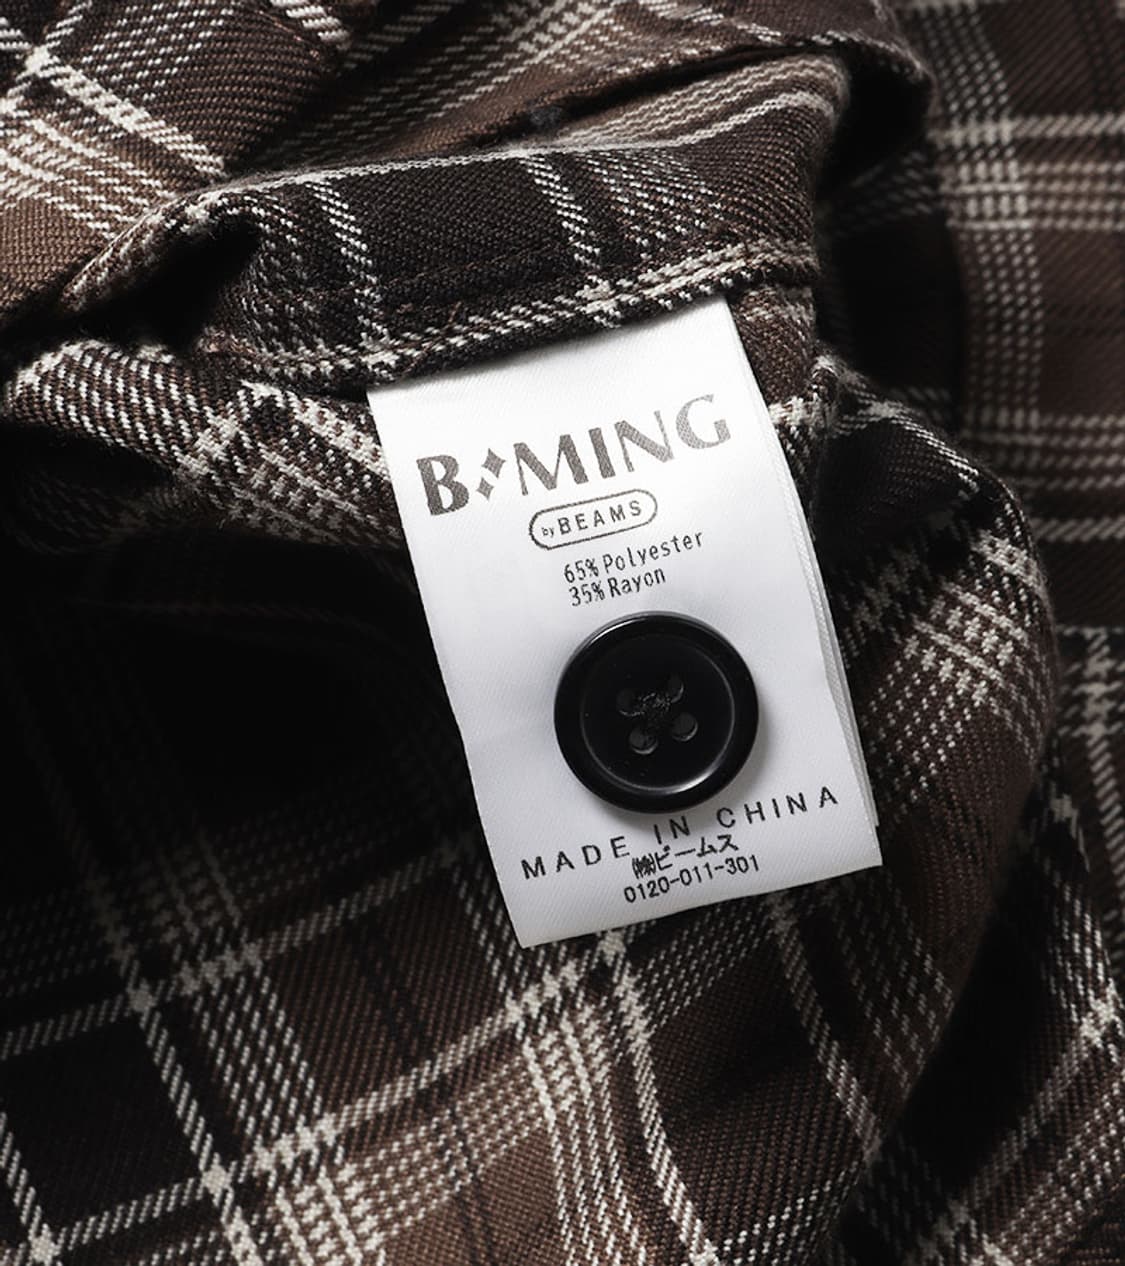 B MING
by BEAMS
65% Polyester
35% Rayon
MADE IN CHINA
㈱ビームス
0120-011-301